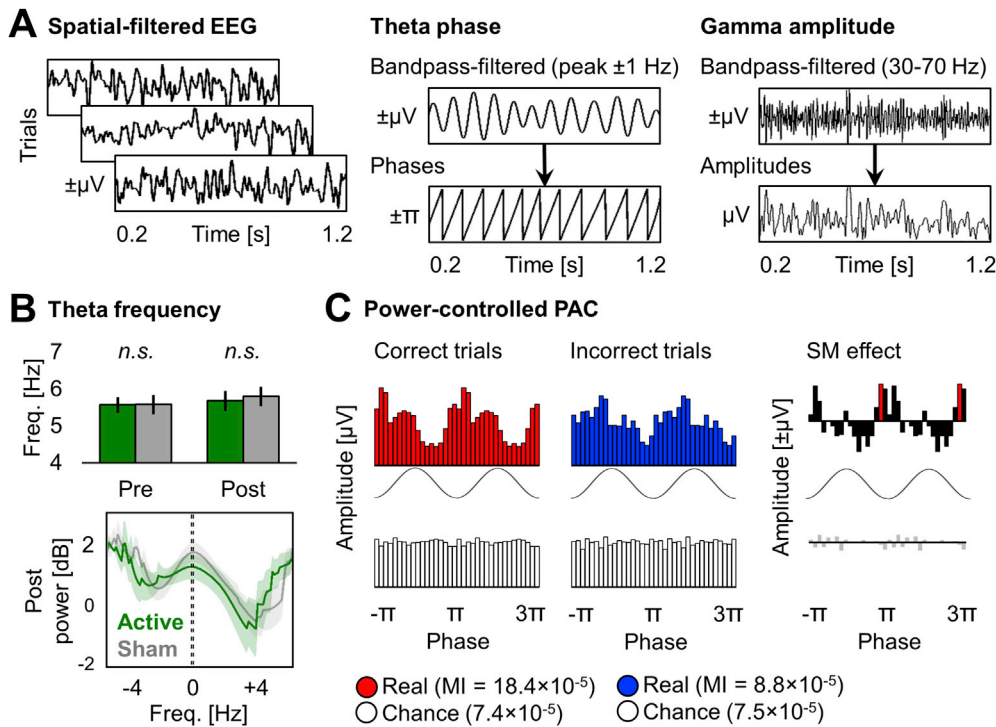 A Spatial-filtered EEG
Trials
±µV
0.2 Time [s] 1.2
Theta phase
Bandpass-filtered (peak ±1 Hz)
±µV
Phases
±π
0.2 Time [s] 1.2
Gamma amplitude
Bandpass-filtered (30-70 Hz)
±µV
Amplitudes
µV
0.2 Time [s] 1.2
B Theta frequency
Freq. [Hz]
7
6
5
4
n.s. n.s.
Pre Post
Post
power [dB]
2
0
-2
Active
Sham
-4 0 +4
Freq. [Hz]
C Power-controlled PAC
Correct trials Incorrect trials SM effect
Amplitude [µV]
Amplitude [±µV]
-π π 3π -π π 3π -π π 3π
Phase Phase Phase
Real (MI = 18.4×10⁻⁵) Real (MI = 8.8×10⁻⁵)
Chance (7.4×10⁻⁵) Chance (7.5×10⁻⁵)